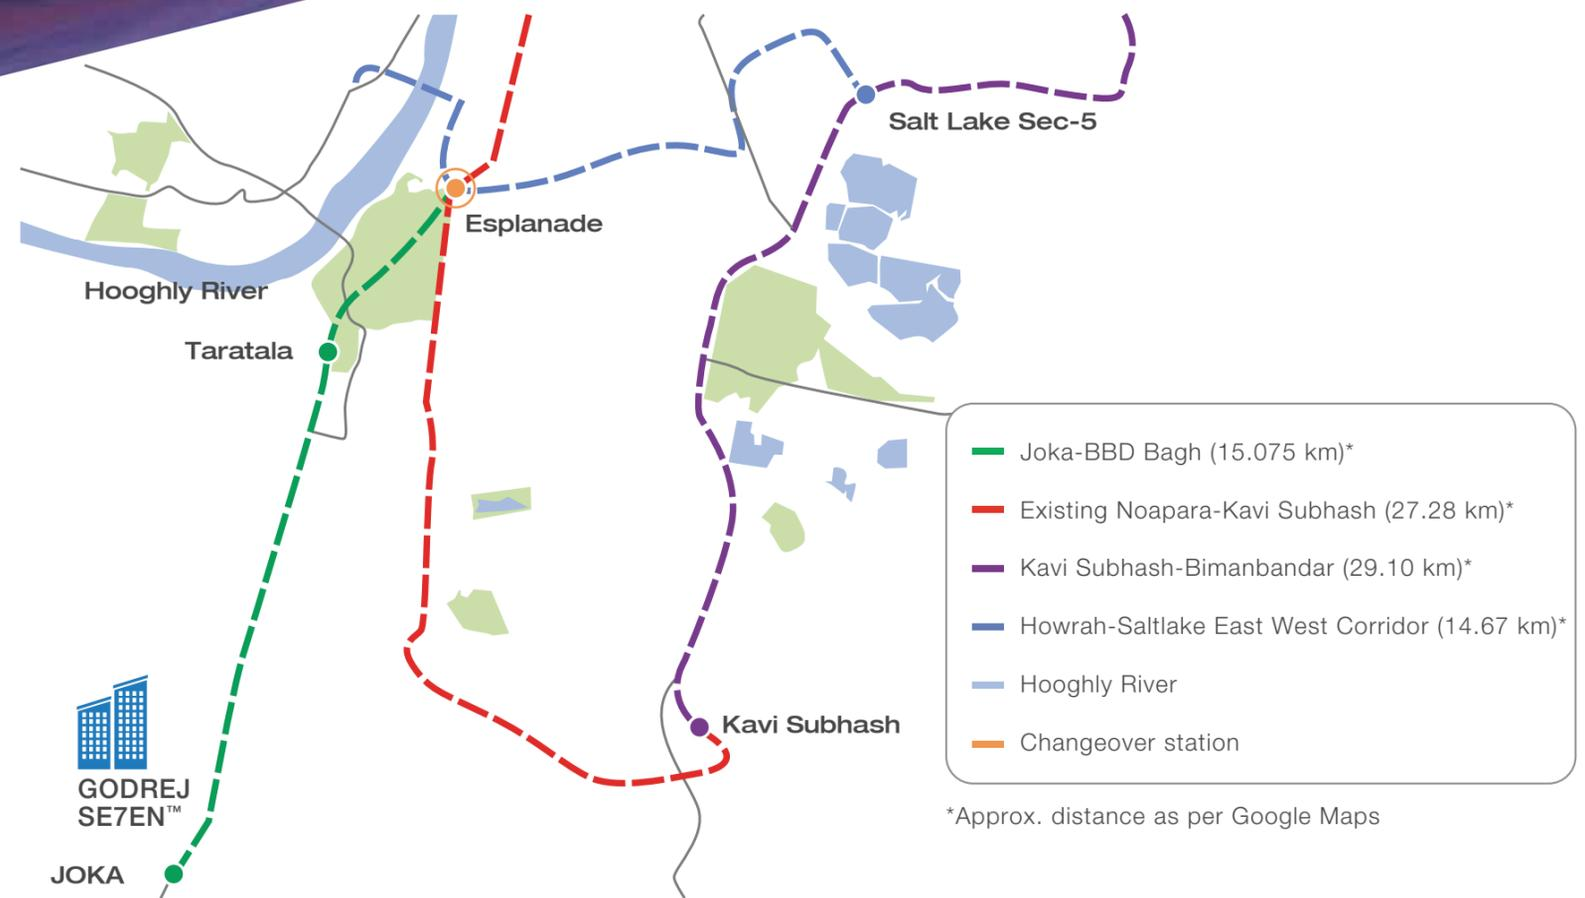 Salt Lake Sec-5
Esplanade
Hooghly River
Taratala
Joka-BBD Bagh (15.075 km)*
Existing Noapara-Kavi Subhash (27.28 km)*
Kavi Subhash-Bimanbandar (29.10 km)*
Howrah-Saltlake East West Corridor (14.67 km)*
Hooghly River
Changeover station
Kavi Subhash
GODREJ
SE7EN™
*Approx. distance as per Google Maps
JOKA